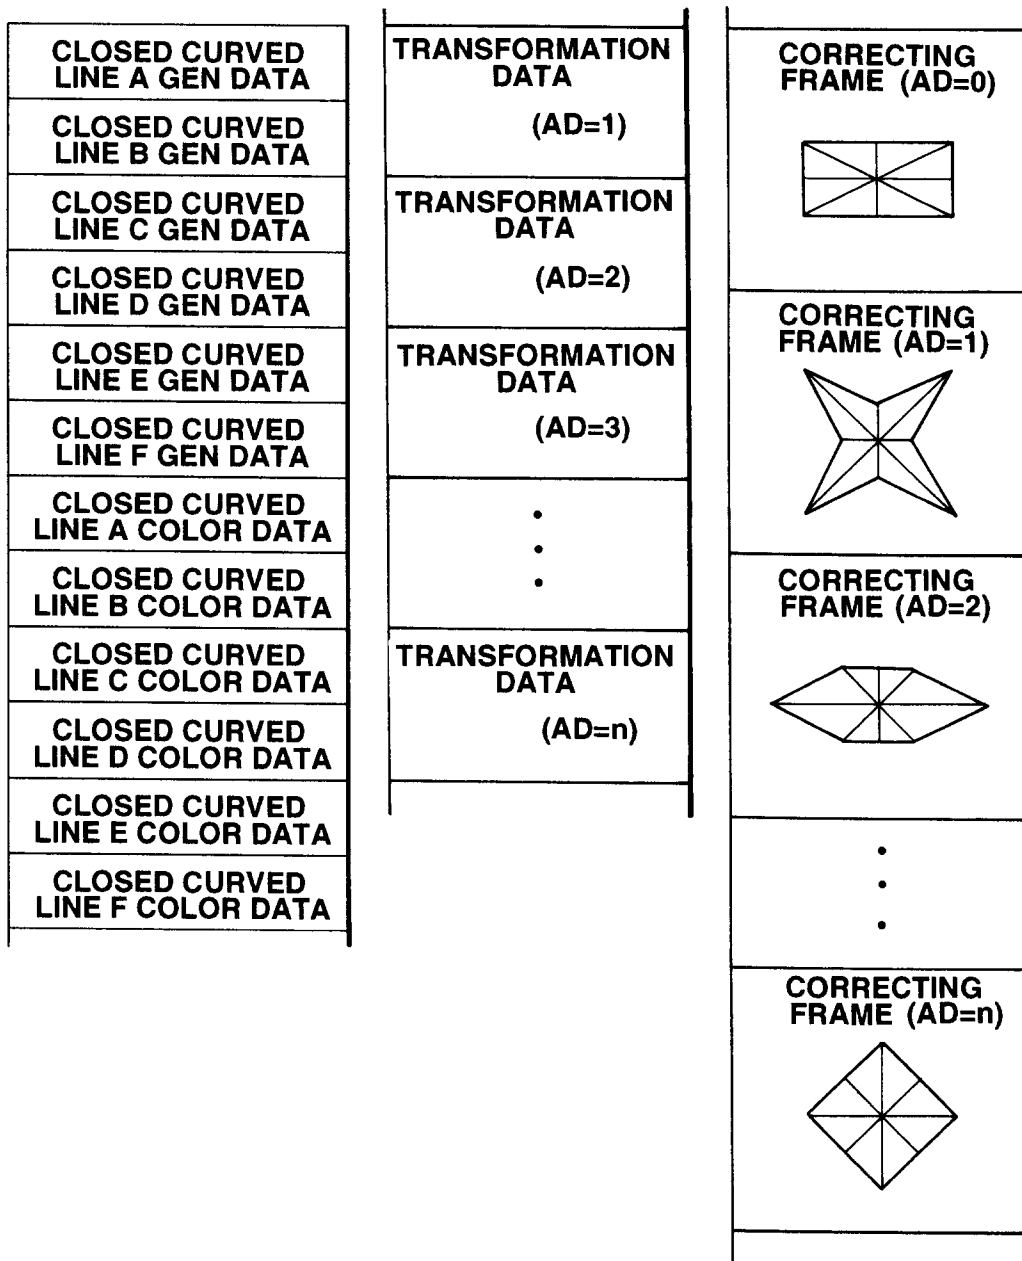 CLOSED CURVED
LINE A GEN DATA
CLOSED CURVED
LINE B GEN DATA
CLOSED CURVED
LINE C GEN DATA
CLOSED CURVED
LINE D GEN DATA
CLOSED CURVED
LINE E GEN DATA
CLOSED CURVED
LINE F GEN DATA
CLOSED CURVED
LINE A COLOR DATA
CLOSED CURVED
LINE B COLOR DATA
CLOSED CURVED
LINE C COLOR DATA
CLOSED CURVED
LINE D COLOR DATA
CLOSED CURVED
LINE E COLOR DATA
CLOSED CURVED
LINE F COLOR DATA
TRANSFORMATION
DATA
(AD=1)
TRANSFORMATION
DATA
(AD=2)
TRANSFORMATION
DATA
(AD=3)
TRANSFORMATION
DATA
(AD=n)
CORRECTING
FRAME (AD=0)
CORRECTING
FRAME (AD=1)
CORRECTING
FRAME (AD=2)
CORRECTING
FRAME (AD=n)